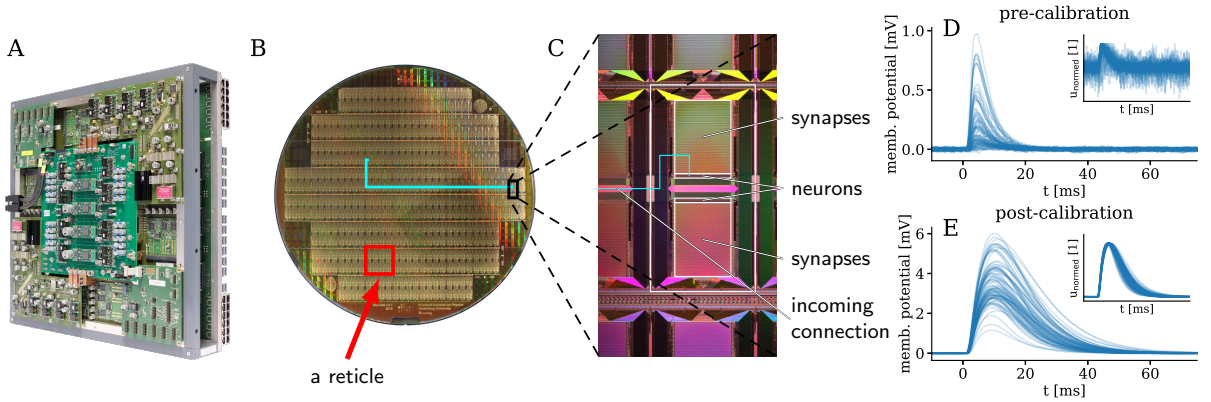 A
B
a reticle
C
synapses
neurons
synapses
incoming
connection
pre-calibration
D
memb. potential [mV]
1.0
0.5
0.0
0
20
40
60
t [ms]
u_normed [1]
t [ms]
post-calibration
E
memb. potential [mV]
6
4
2
0
0
20
40
60
t [ms]
u_normed [1]
t [ms]